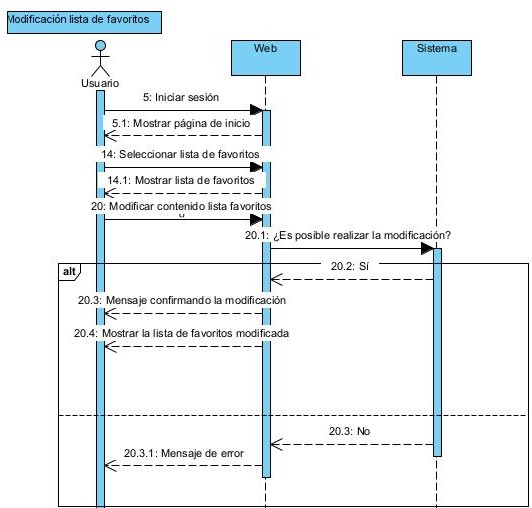 Modificación lista de favoritos
Web
Sistema
Usuario
5: Iniciar sesión
5.1: Mostrar página de inicio
14: Seleccionar lista de favoritos
14.1: Mostrar lista de favoritos
20: Modificar contenido lista favoritos
20.1: ¿Es posible realizar la modificación?
alt
20.2: Sí
20.3: Mensaje confirmando la modificación
20.4: Mostrar la lista de favoritos modificada
20.3: No
20.3.1: Mensaje de error